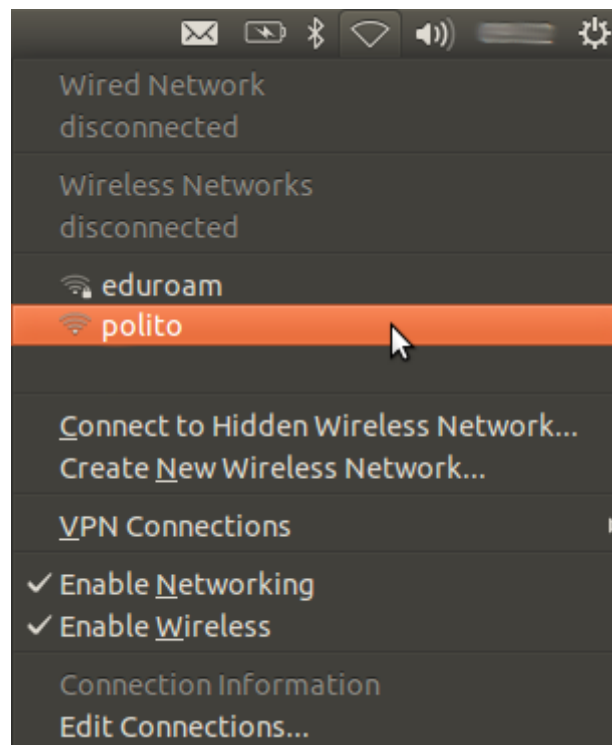 Wired Network
disconnected
Wireless Networks
disconnected
eduroam
polito
Connect to Hidden Wireless Network...
Create New Wireless Network...
VPN Connections
Enable Networking
Enable Wireless
Connection Information
Edit Connections...